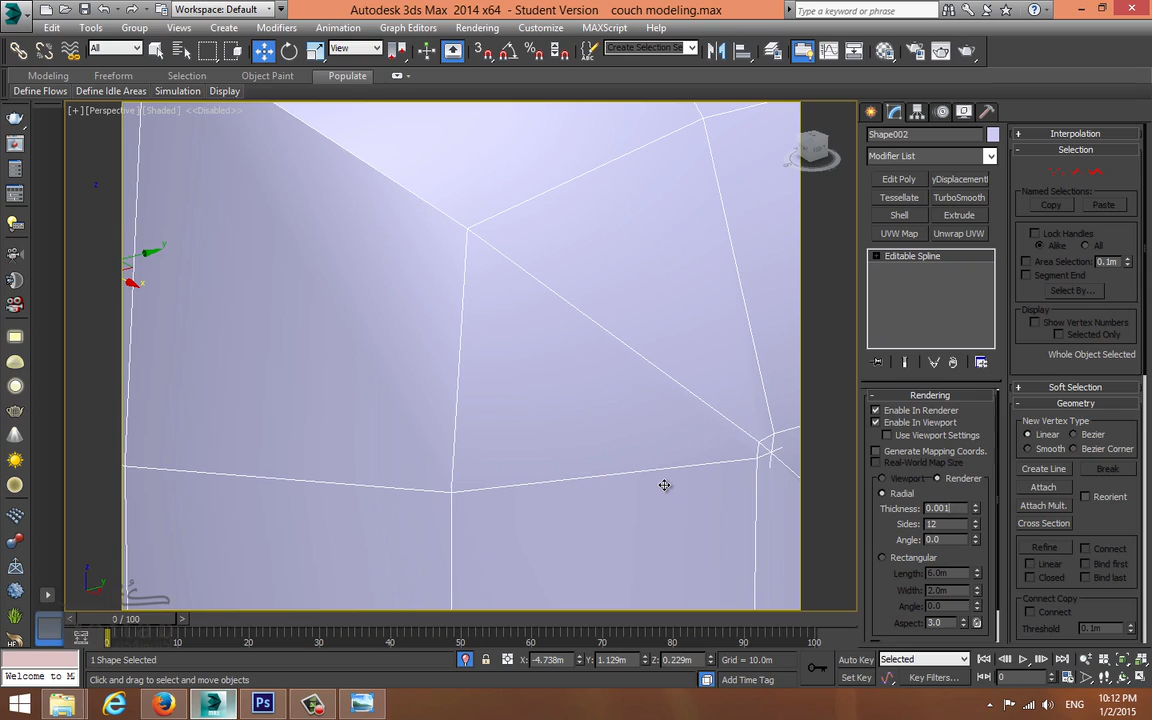 Workspace: Default
Autodesk 3ds Max  2014 x64  - Student Version    couch modeling.max
Type a keyword or phrase
Edit Tools Group Views Create Modifiers Animation Graph Editors Rendering Customize MAXScript Help
All View Create Selection Se
Modeling Freeform Selection Object Paint Populate
Define Flows Define Idle Areas Simulation Display
[+] [Perspective] [Shaded] <<Disabled>>
Shape002
Modifier List
Edit Poly yDisplacement
Tessellate TurboSmooth
Shell Extrude
UVW Map Unwrap UVW
Editable Spline
Rendering
Enable In Renderer
Enable In Viewport
Use Viewport Settings
Generate Mapping Coords.
Real-World Map Size
Viewport Renderer
Radial
Thickness: 0.001
Sides: 12
Angle: 0.0
Rectangular
Length: 6.0m
Width: 2.0m
Angle: 0.0
Aspect: 3.0
Interpolation
Selection
Named Selections:
Copy Paste
Lock Handles
Alike All
Area Selection: 0.1m
Segment End
Select By...
Display
Show Vertex Numbers
Selected Only
Whole Object Selected
Soft Selection
Geometry
New Vertex Type
Linear Bezier
Smooth Bezier Corner
Create Line Break
Attach Reorient
Attach Mult.
Cross Section
Refine Connect
Linear Bind first
Closed Bind last
Connect Copy
Connect
Threshold 0.1m
z
y
x
z
y
0 / 100
0 10 20 30 40 50 60 70 80 90 100
1 Shape Selected X: -4.738m Y: 1.129m Z: 0.229m Grid = 10.0m Auto Key Selected
Welcome to M Click and drag to select and move objects Add Time Tag Set Key Key Filters... 0
Ps
ENG
10:12 PM
1/2/2015